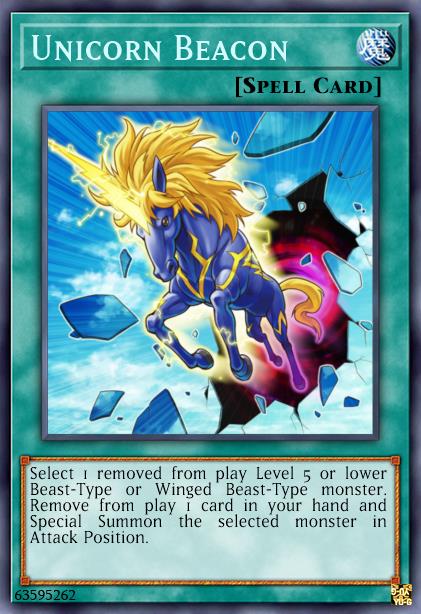 Unicorn Beacon
魔
[Spell Card]
Select 1 removed from play Level 5 or lower
Beast-Type or Winged Beast-Type monster.
Remove from play 1 card in your hand and
Special Summon the selected monster in
Attack Position.
63595262